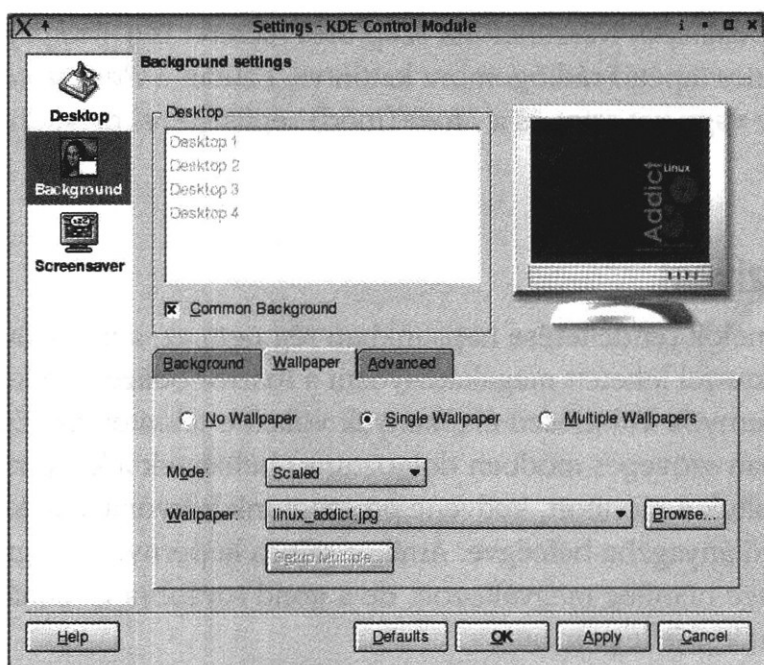 Settings - KDE Control Module
Desktop
Background
Screensaver
Background settings
Desktop
Desktop 1
Desktop 2
Desktop 3
Desktop 4
Common Background
Linux
Addict
Background
Wallpaper
Advanced
No Wallpaper
Single Wallpaper
Multiple Wallpapers
Mode:
Scaled
Wallpaper:
linux_addict.jpg
Browse...
Setup Multiple...
Help
Defaults
OK
Apply
Cancel